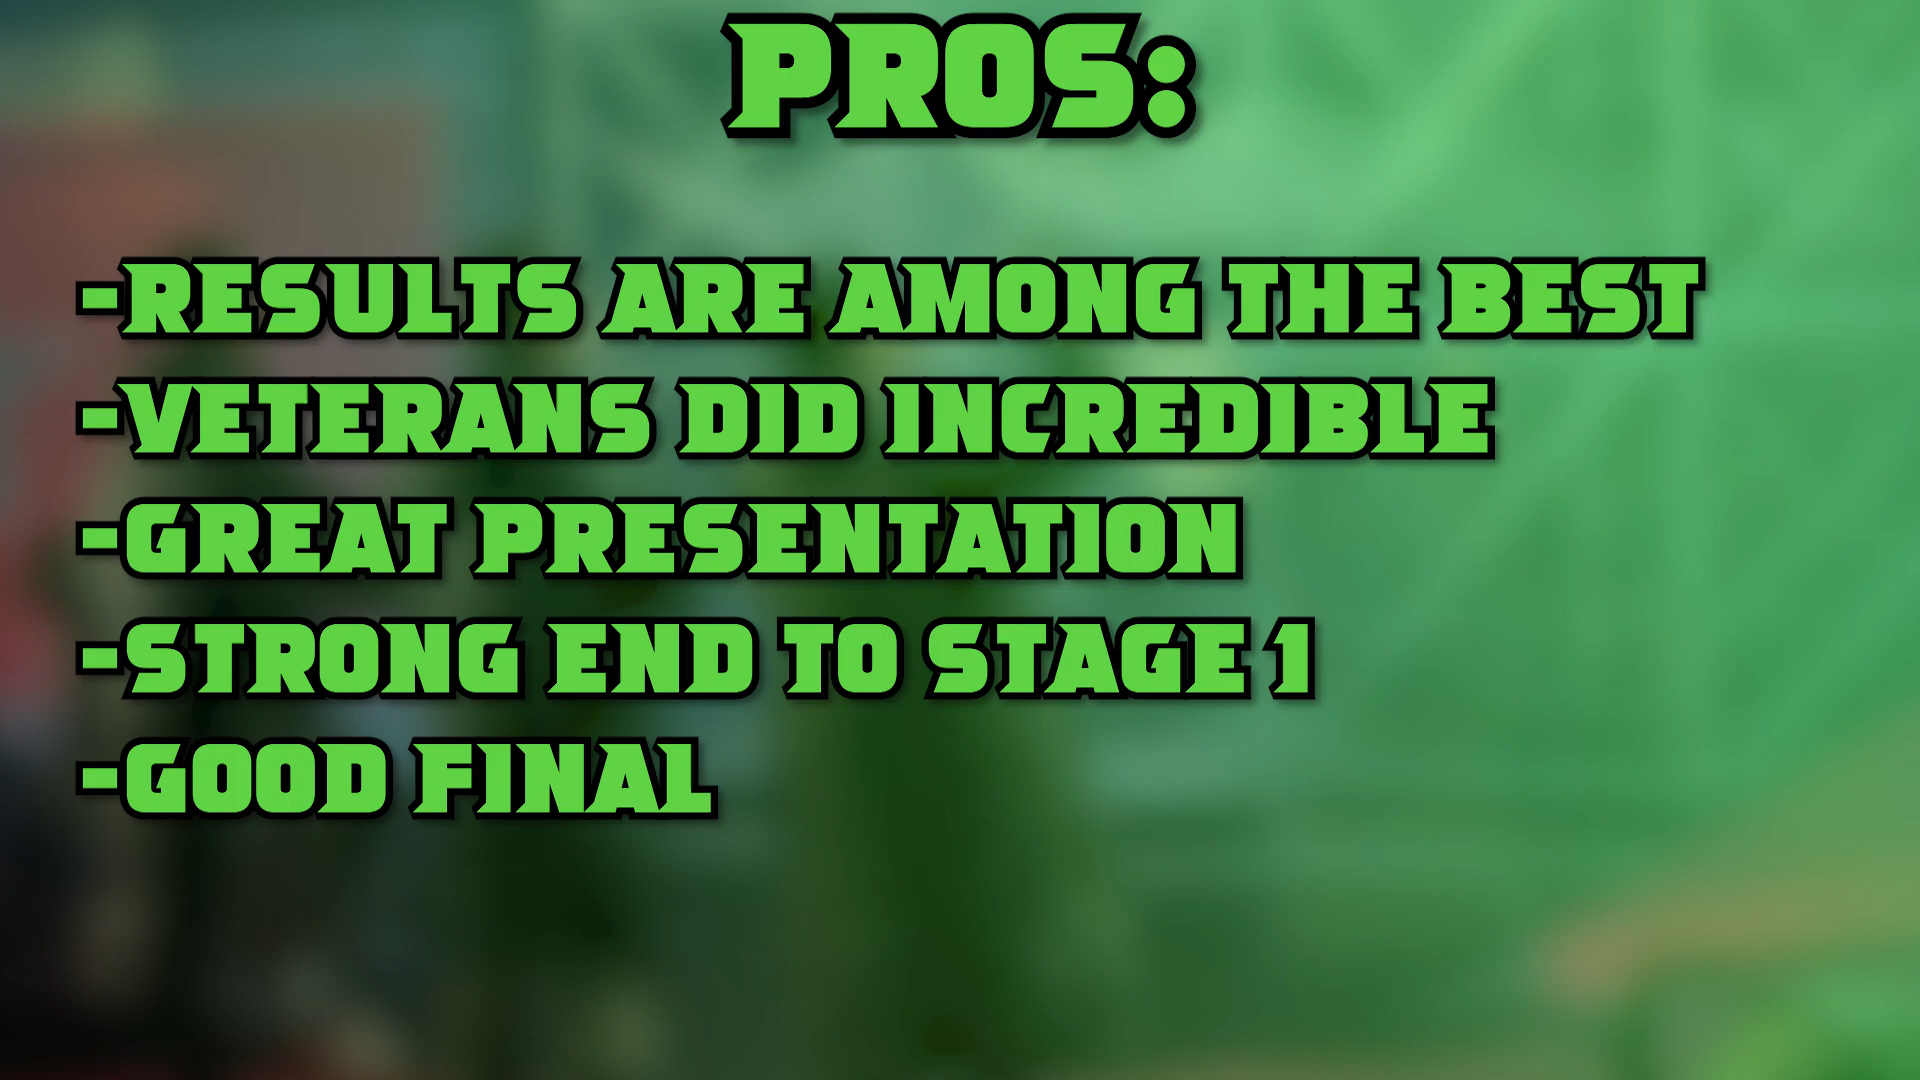 PROS:
-RESULTS ARE AMONG THE BEST
-VETERANS DID INCREDIBLE
-GREAT PRESENTATION
-STRONG END TO STAGE 1
-GOOD FINAL